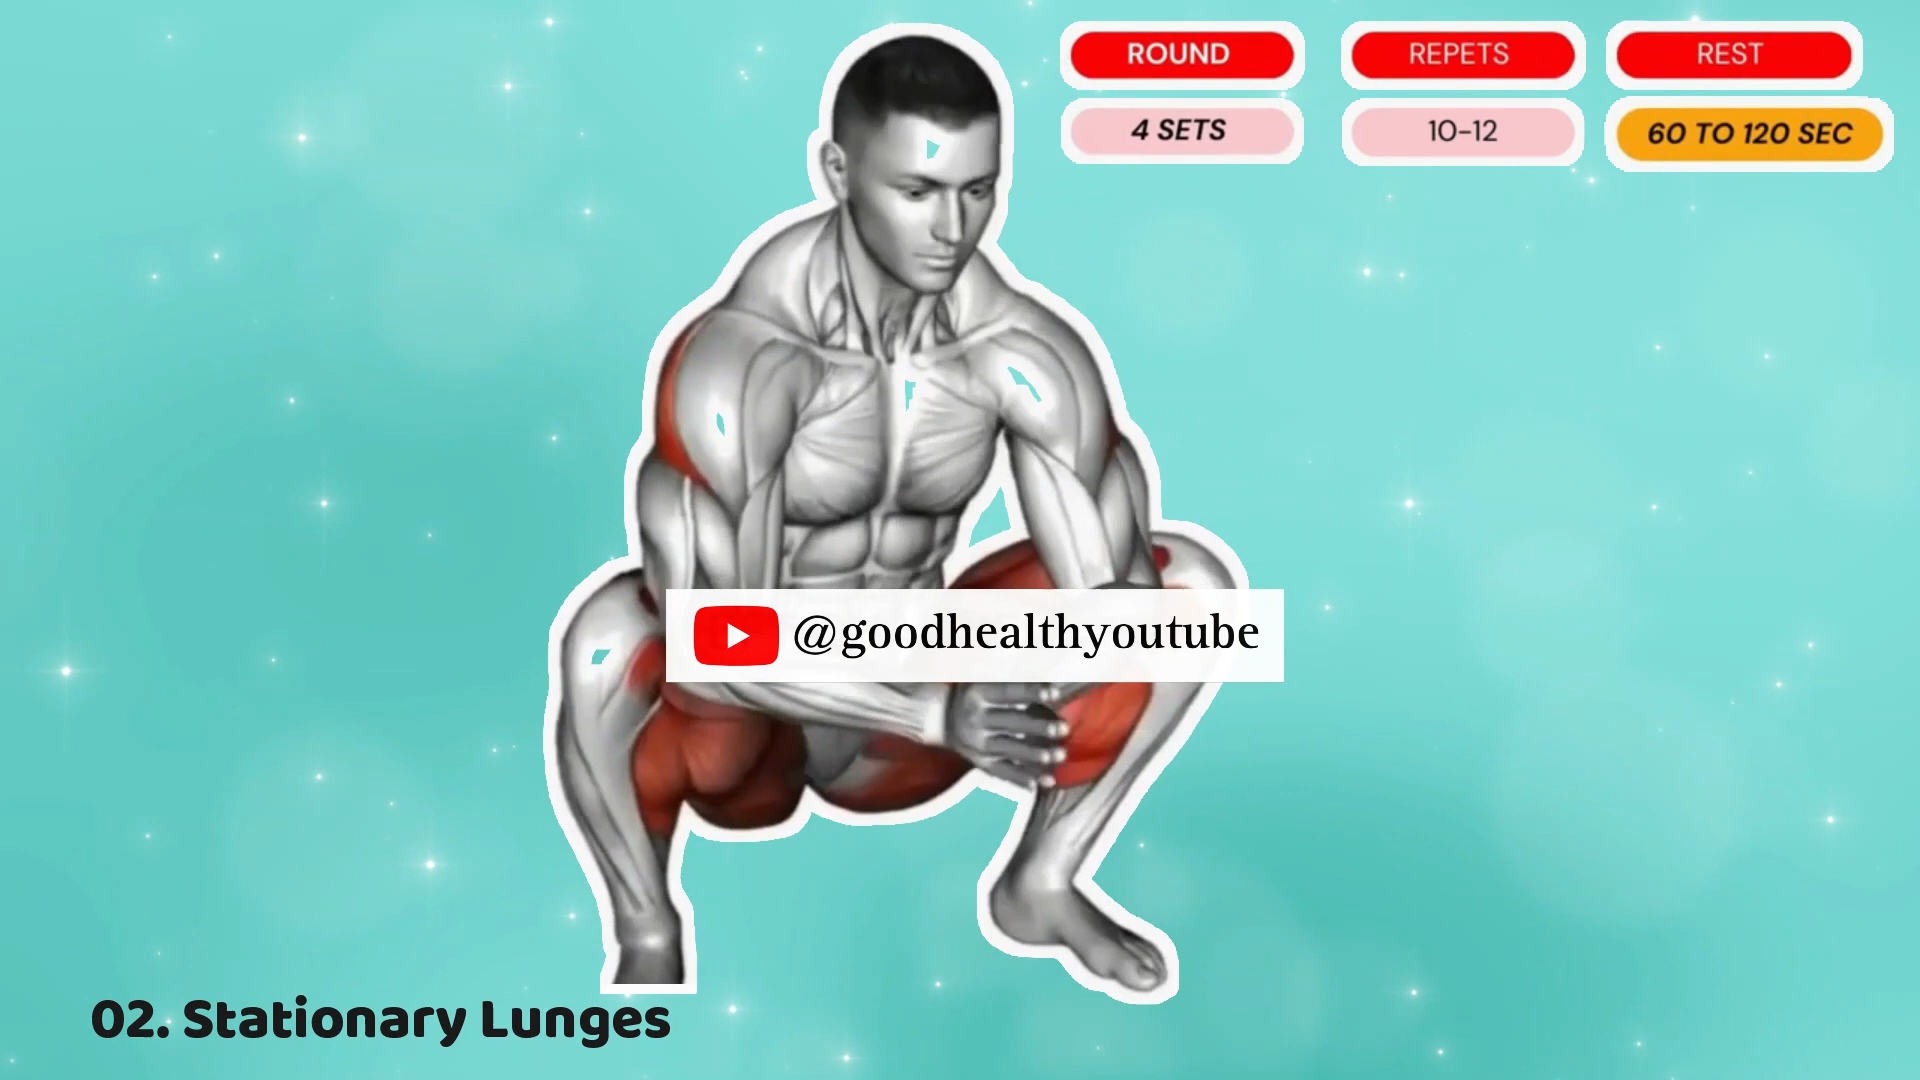 ROUND
REPETS
REST
4 SETS
10-12
60 TO 120 SEC
@goodhealthyoutube
02. Stationary Lunges